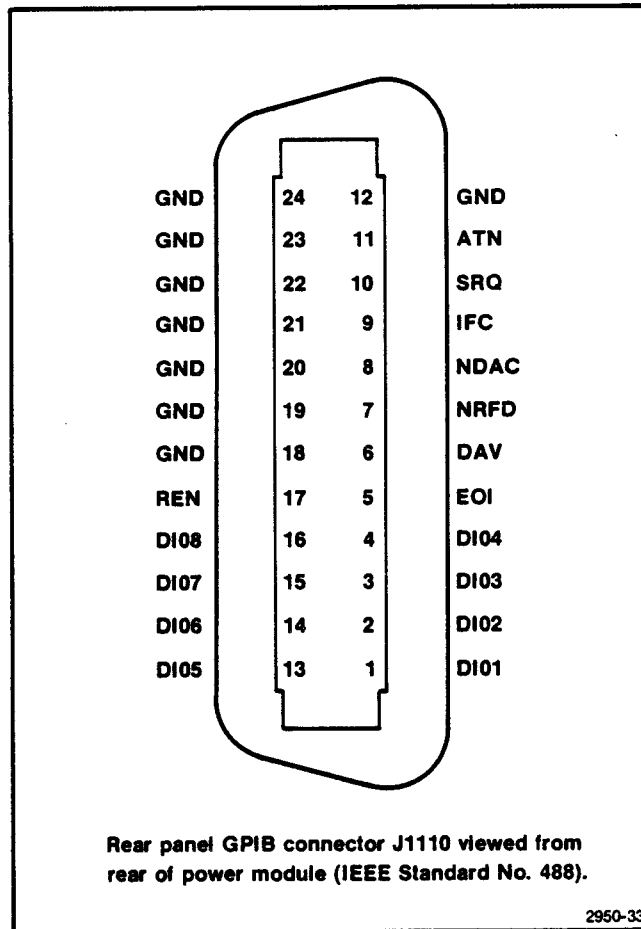 GND 24 12 GND
GND 23 11 ATN
GND 22 10 SRQ
GND 21 9 IFC
GND 20 8 NDAC
GND 19 7 NRFD
GND 18 6 DAV
REN 17 5 EOI
DI08 16 4 DI04
DI07 15 3 DI03
DI06 14 2 DI02
DI05 13 1 DI01
Rear panel GPIB connector J1110 viewed from
rear of power module (IEEE Standard No. 488).
2950-33